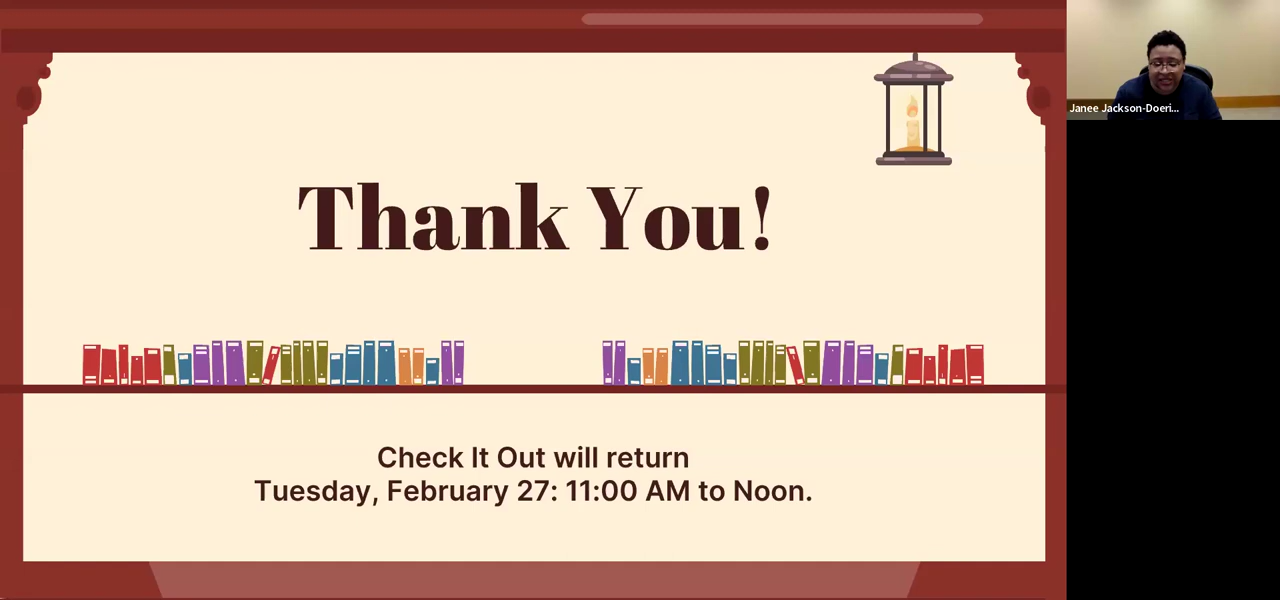 Thank You!
Check It Out will return
Tuesday, February 27: 11:00 AM to Noon.
Janee Jackson-Doeri...